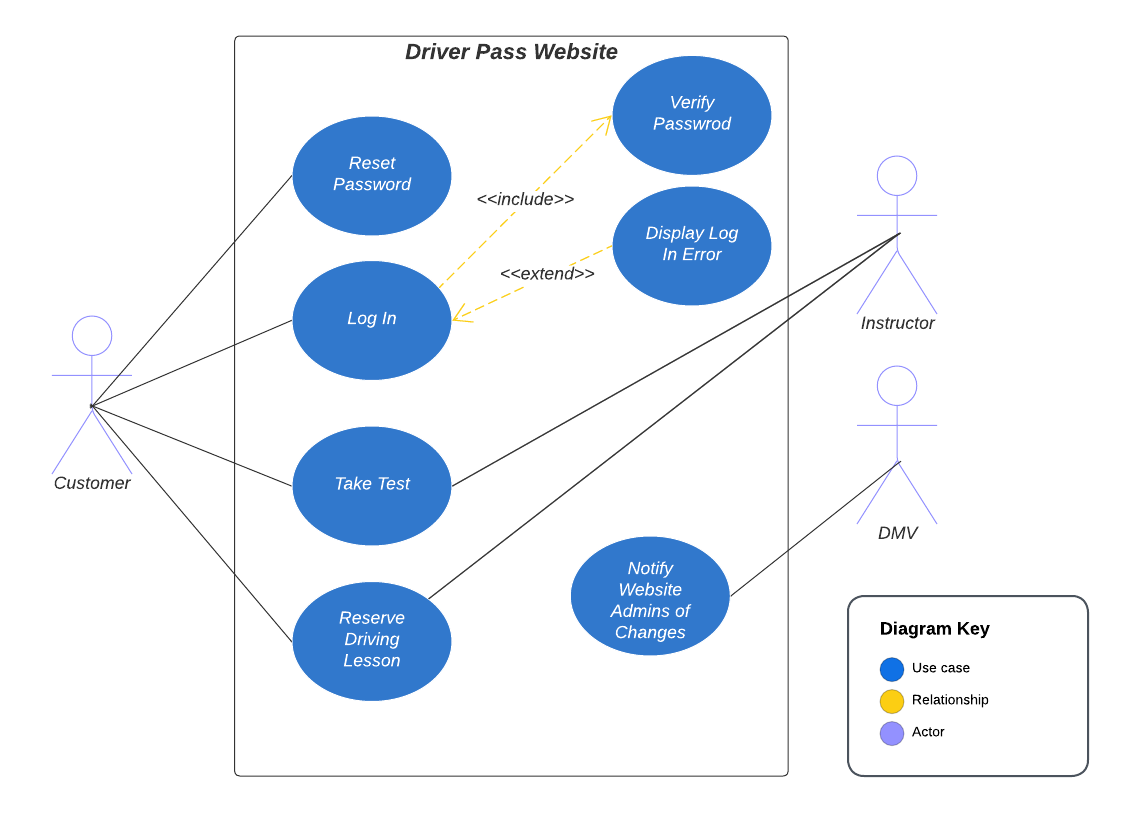 Driver Pass Website
Verify
Passwrod
Reset
Password
<<include>>
Display Log
In Error
<<extend>>
Log In
Instructor
Customer
Take Test
DMV
Notify
Website
Admins of
Changes
Reserve
Driving
Lesson
Diagram Key
Use case
Relationship
Actor